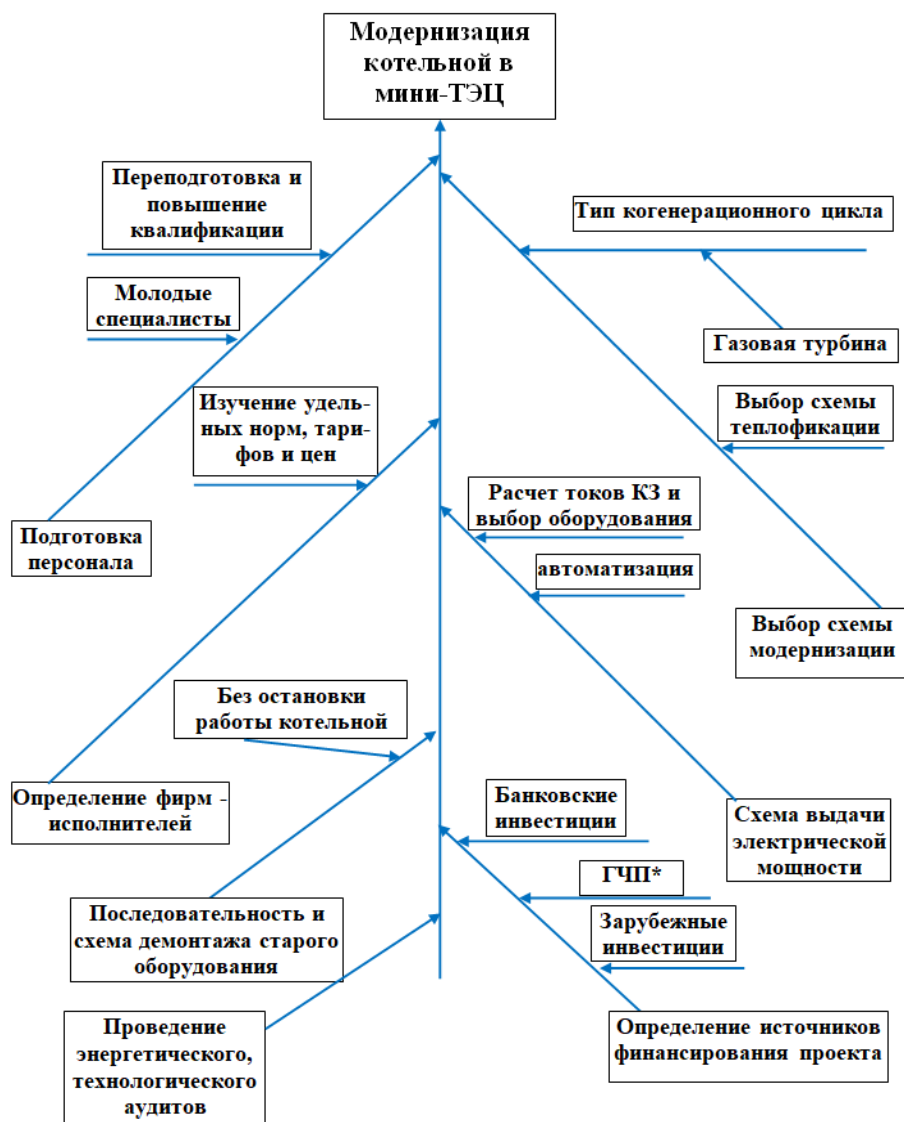 Модернизация
котельной в
мини-ТЭЦ
Переподготовка и
повышение
квалификации
Тип когенерационного цикла
Молодые
специалисты
Газовая турбина
Изучение удель-
ных норм, тари-
фов и цен
Выбор схемы
теплофикации
Расчет токов КЗ и
выбор оборудования
Подготовка
персонала
автоматизация
Выбор схемы
модернизации
Без остановки
работы котельной
Определение фирм -
исполнителей
Банковские
инвестиции
Схема выдачи
электрической
мощности
ГЧП*
Последовательность и
схема демонтажа старого
оборудования
Зарубежные
инвестиции
Проведение
энергетического,
технологического
аудитов
Определение источников
финансирования проекта